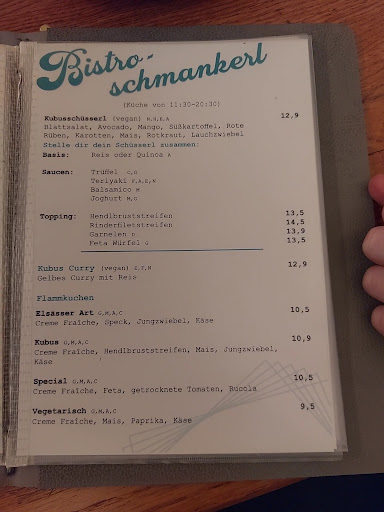 Bistro-
schmankerl
(Küche von 11:30-20:30)
Kubusschüsserl (vegan) 12,9
Blattsalat, Avocado, Mango, Süßkartoffel, Rote
Rüben, Karotten, Mais, Rotkraut, Lauchzwiebel
Stelle dir dein Schüsserl zusammen:
Basis: Reis oder Quinoa A
Saucen: Trüffel C,G
Teriyaki F,A,E,N
Balsamico M
Joghurt M,G
Topping: Hendlbruststreifen 13,5
Rinderfiletstreifen 14,5
Garnelen D 13,9
Feta Würfel G 13,5
Kubus Curry (vegan) E,F,N 12,9
Gelbes Curry mit Reis
Flammkuchen
Elsässer Art G,M,A,C 10,5
Creme Fraîche, Speck, Jungzwiebel, Käse
Kubus G,M,A,C 10,9
Creme Fraîche, Hendlbruststreifen, Mais, Jungzwiebel,
Käse
Special G,M,A,C 10,5
Creme Fraîche, Feta, getrocknete Tomaten, Rucola
Vegetarisch G,M,A,C 9,5
Creme Fraîche, Mais, Paprika, Käse